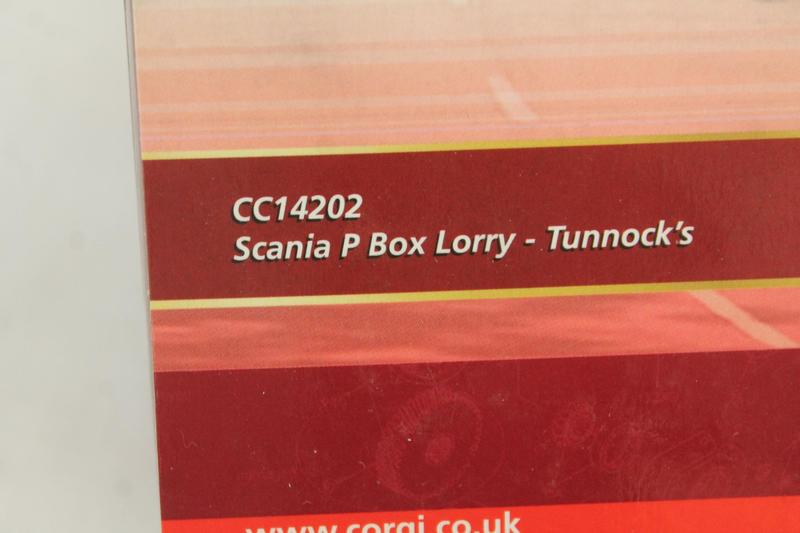 CC14202
Scania P Box Lorry - Tunnock's
www.corgi.co.uk